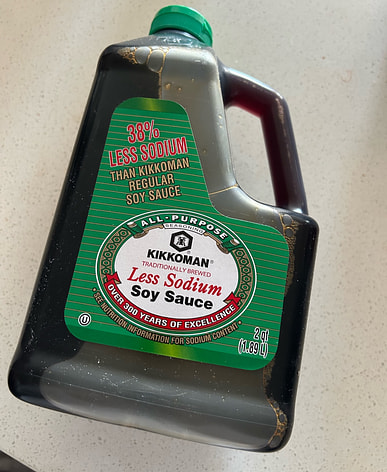 38%
LESS SODIUM
THAN KIKKOMAN
REGULAR
SOY SAUCE
ALL-PURPOSE
SEASONING
KIKKOMAN®
TRADITIONALLY BREWED
Less Sodium
Soy Sauce
OVER 300 YEARS OF EXCELLENCE
• SEE NUTRITION INFORMATION FOR SODIUM CONTENT •
U
2 qt
(1.89 L)